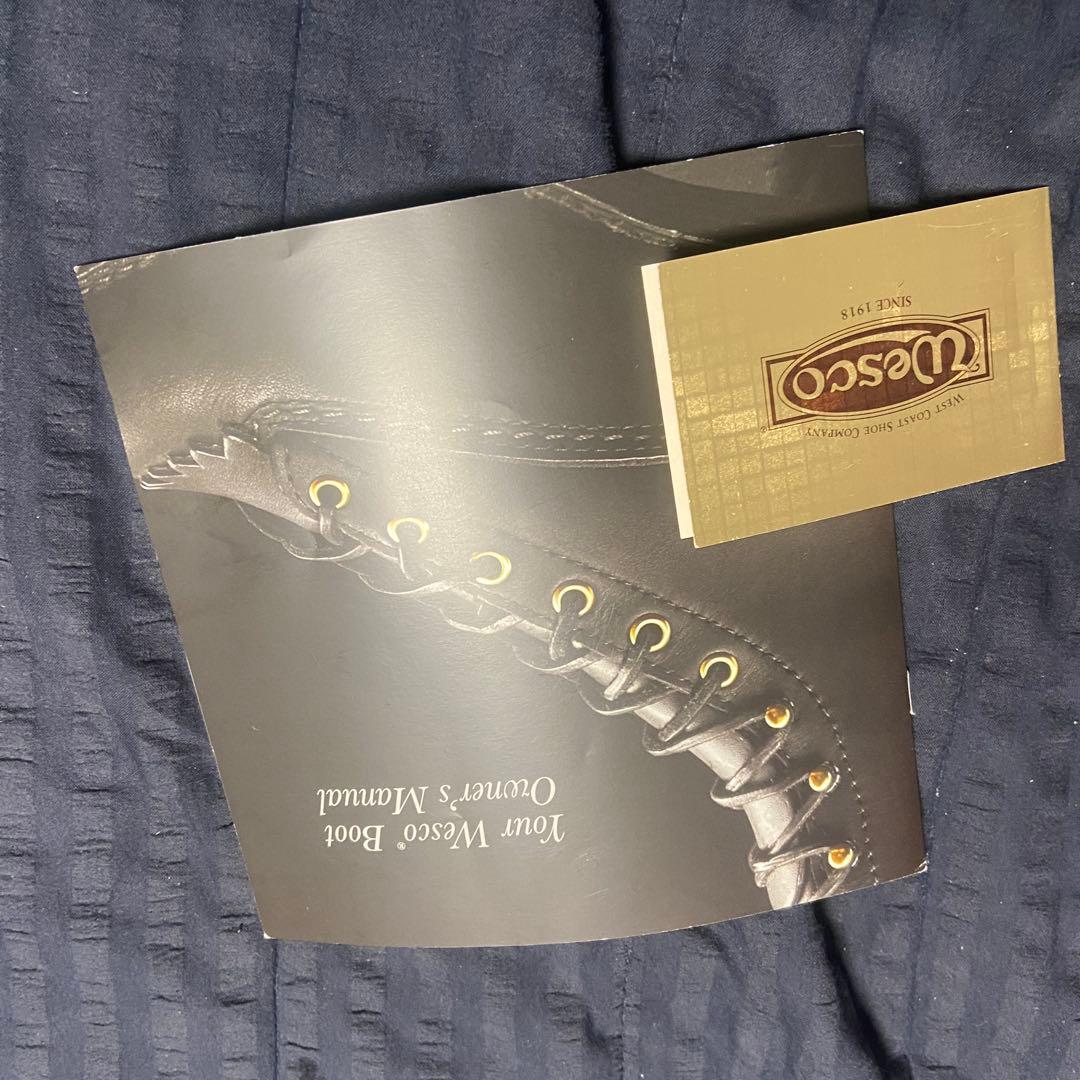 Your Wesco® Boot
Owner's Manual
West Coast Shoe Company
Wesco®
SINCE 1918